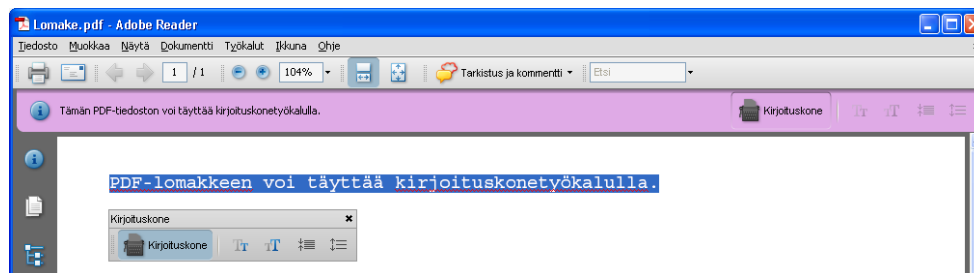 Lomake.pdf - Adobe Reader
Tiedosto Muokkaa Näytä Dokumentti Työkalut Ikkuna Ohje
1 / 1 104% Tarkistus ja kommentti Etsi
Tämän PDF-tiedoston voi täyttää kirjoituskonetyökalulla. Kirjoituskone
PDF-lomakkeen voi täyttää kirjoituskonetyökalulla.
Kirjoituskone
Kirjoituskone